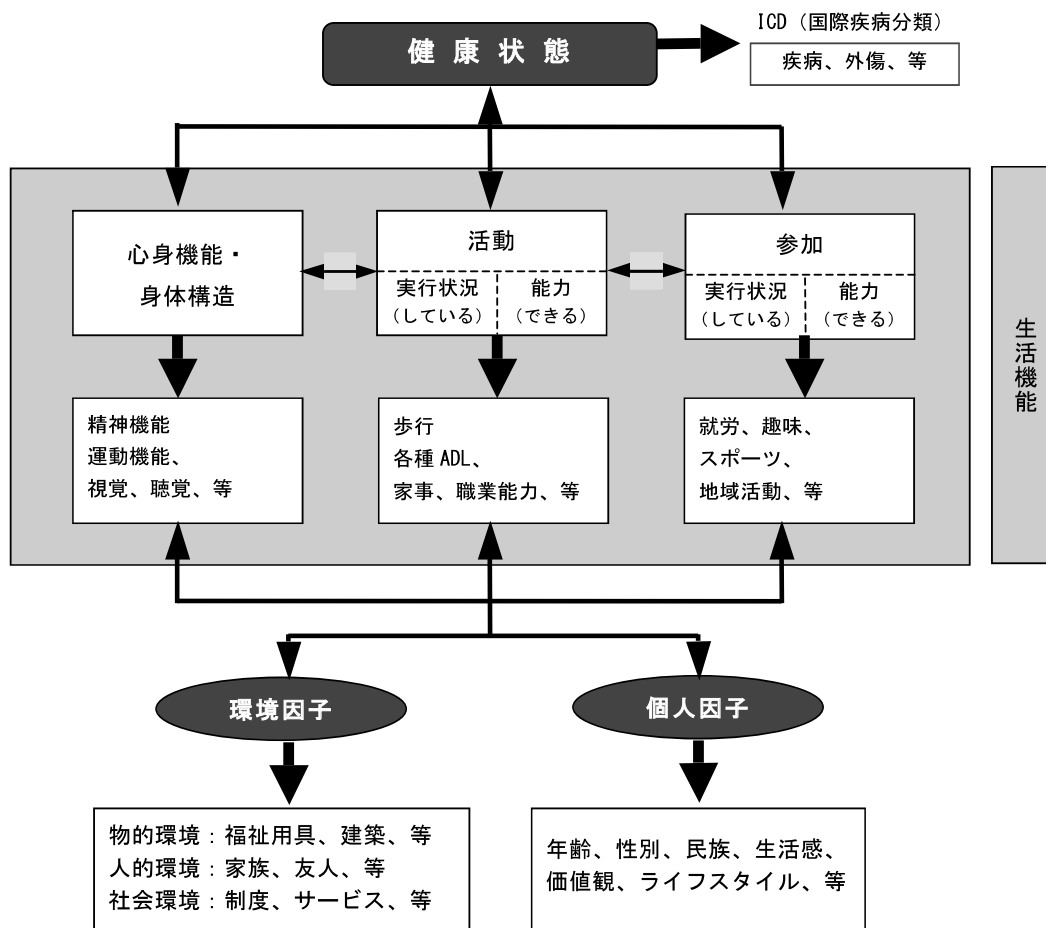 ICD（国際疾病分類）
健康状態
疾病、外傷、等
心身機能・
身体構造
活動
実行状況
（している）
能力
（できる）
参加
実行状況
（している）
能力
（できる）
生活機能
精神機能
運動機能、
視覚、聴覚、等
歩行
各種ADL、
家事、職業能力、等
就労、趣味、
スポーツ、
地域活動、等
環境因子
個人因子
物的環境：福祉用具、建築、等
人的環境：家族、友人、等
社会環境：制度、サービス、等
年齢、性別、民族、生活感、
価値観、ライフスタイル、等